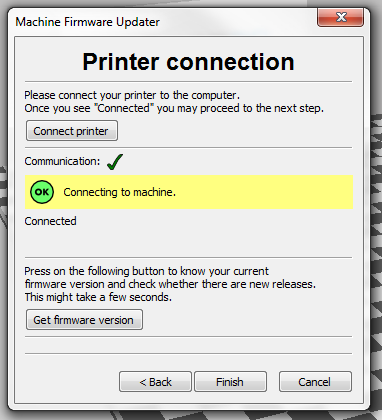 Machine Firmware Updater
Printer connection
Please connect your printer to the computer.
Once you see "Connected" you may proceed to the next step.
Connect printer
Communication:
OK Connecting to machine.
Connected
Press on the following button to know your current
firmware version and check whether there are new releases.
This might take a few seconds.
Get firmware version
< Back Finish Cancel